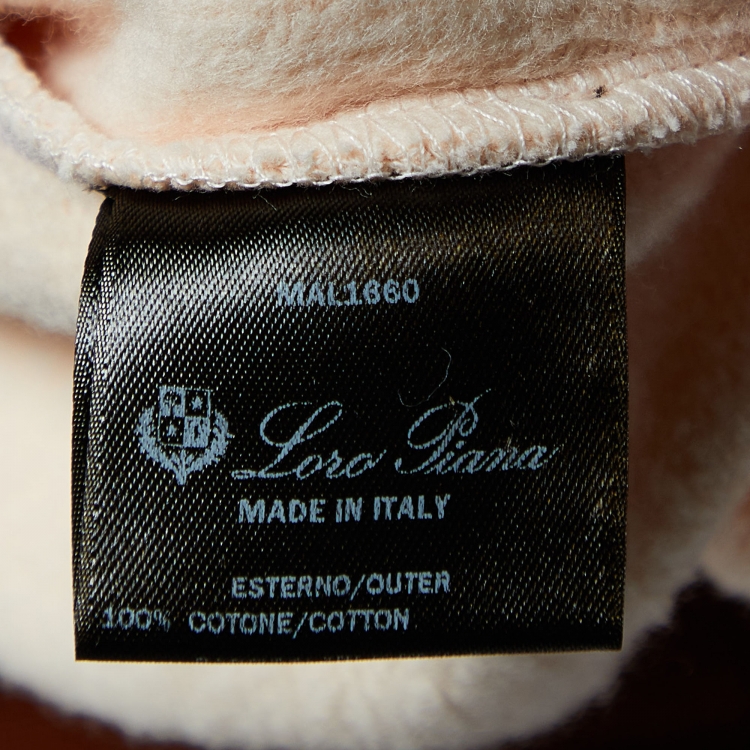 MAL1660
Loro Piana
MADE IN ITALY
ESTERNO/OUTER
100% COTONE/COTTON